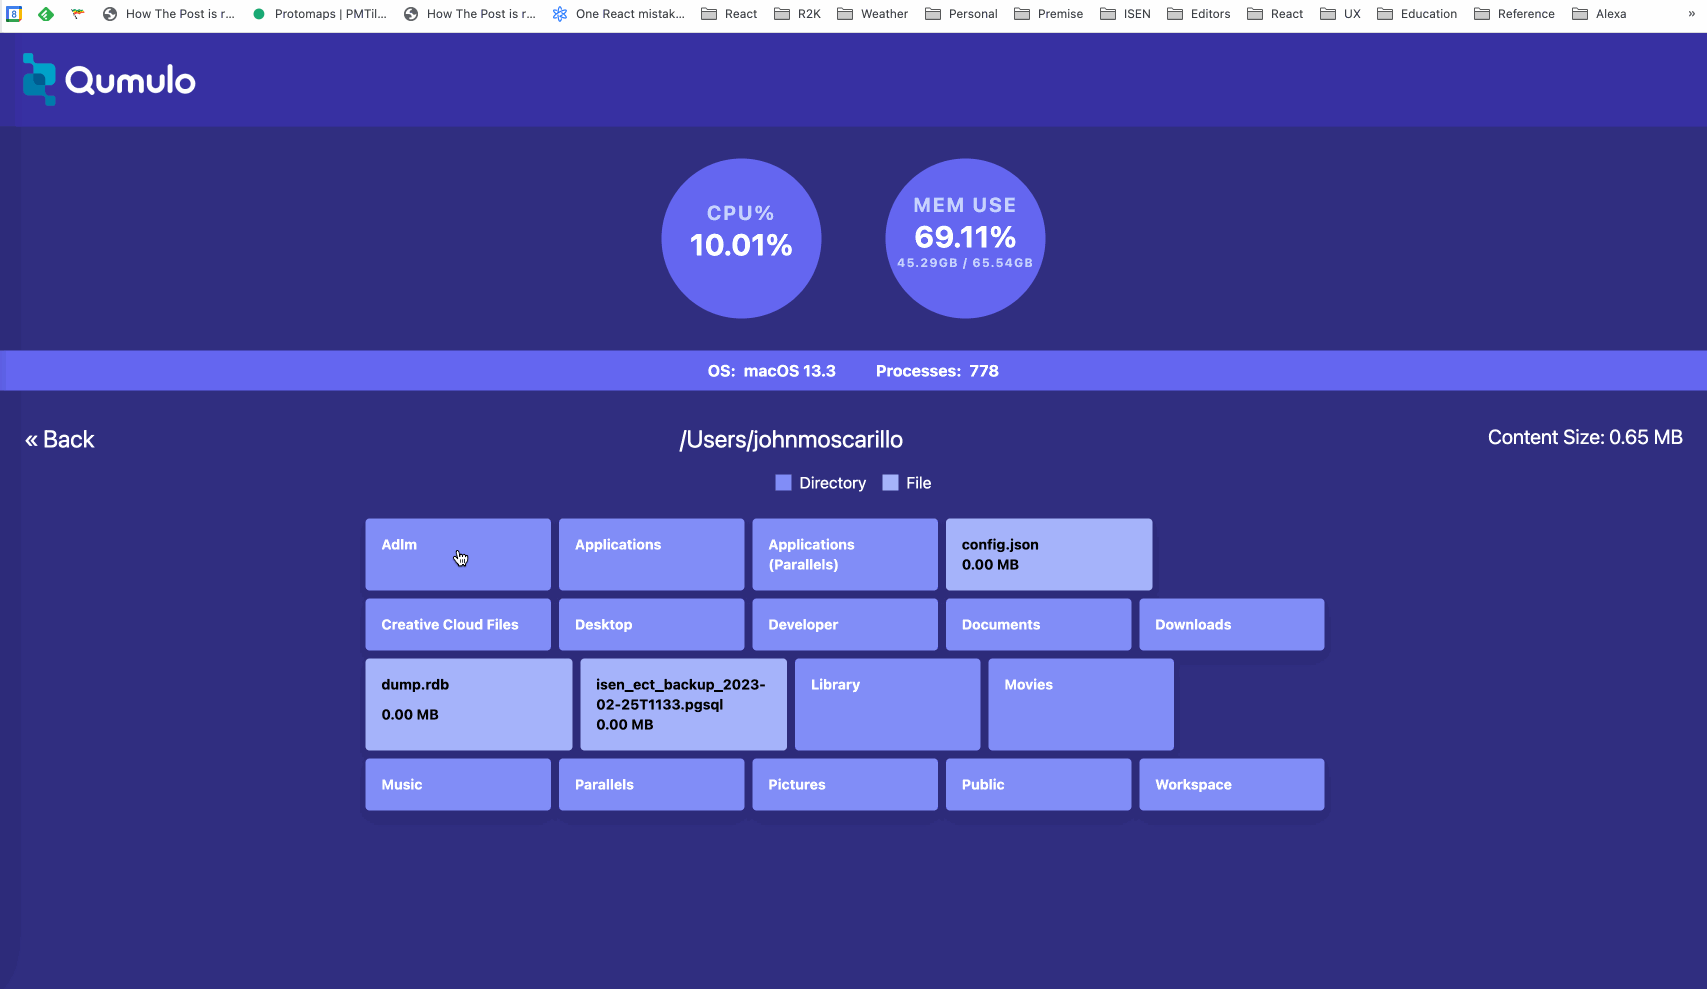 8 How The Post is r... Protomaps | PMTil... How The Post is r... One React mistak... React R2K Weather Personal Premise ISEN Editors React UX Education Reference Alexa »
Qumulo
CPU%
10.01%
MEM USE
69.11%
45.29GB / 65.54GB
OS: macOS 13.3 Processes: 778
« Back /Users/johnmoscarillo Content Size: 0.65 MB
Directory File
Adlm
Applications
Applications
(Parallels)
config.json
0.00 MB
Creative Cloud Files
Desktop
Developer
Documents
Downloads
dump.rdb
0.00 MB
isen_ect_backup_2023-
02-25T1133.pgsql
0.00 MB
Library
Movies
Music
Parallels
Pictures
Public
Workspace